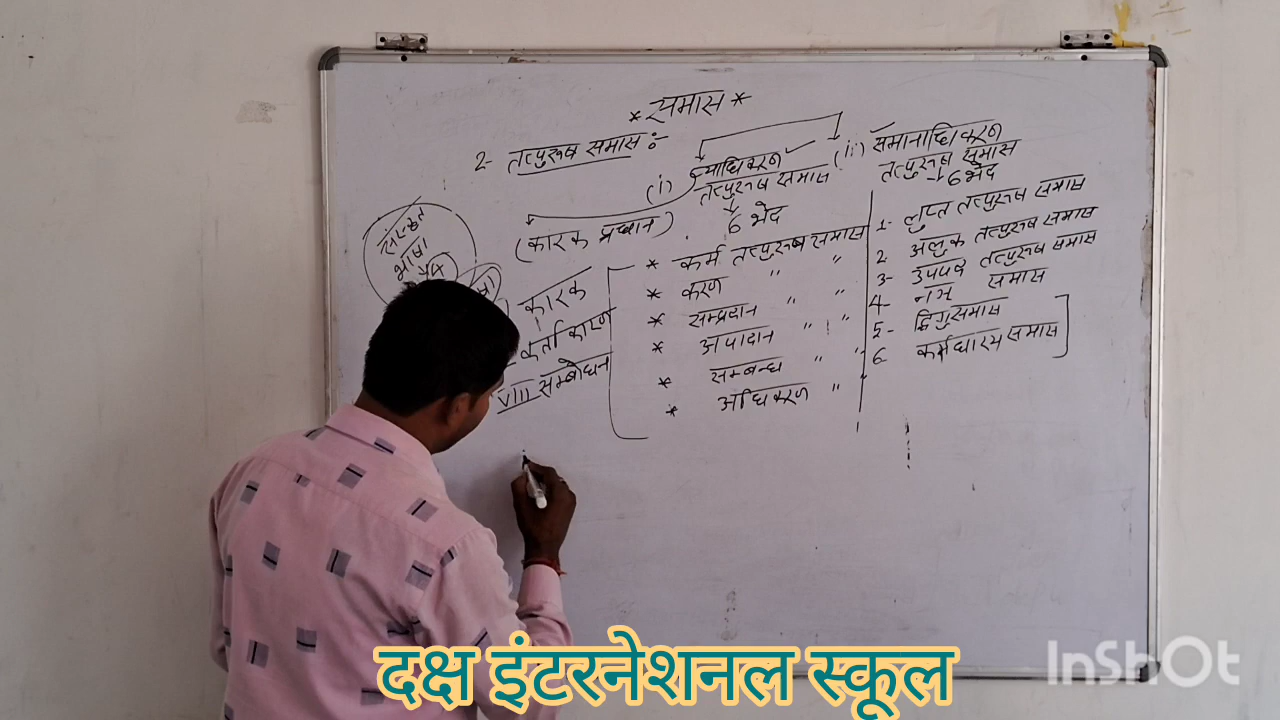 * समास *
2- तत्पुरुष समास :-
(i) व्याधिकरण
तत्पुरुष समास
6 भेद
(कारक प्रधान)
(ii) समानाधिकरण
तत्पुरुष समास
6 भेद
संस्कृत
भाषा
कारक
कर्ता कारण
VIII सम्बोधन
* कर्म तत्पुरुष समास
* करण " "
* सम्प्रदान " "
* अपादान " "
* सम्बन्ध " "
* अधिकरण "
1- लुप्त तत्पुरुष समास
2 अलुक तत्पुरुष समास
3- उपपद तत्पुरुष समास
4- नञ समास
5- द्विगु समास
6- कर्मधारय समास
दक्ष इंटरनेशनल स्कूल
InShOt